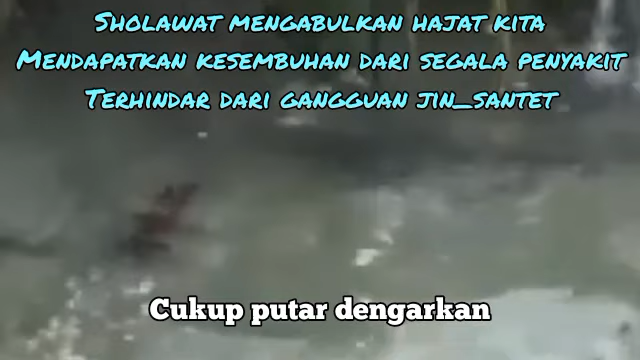 Sholawat mengabulkan hajat kita
Mendapatkan kesembuhan dari segala penyakit
Terhindar dari gangguan jin_santet
Cukup putar dengarkan